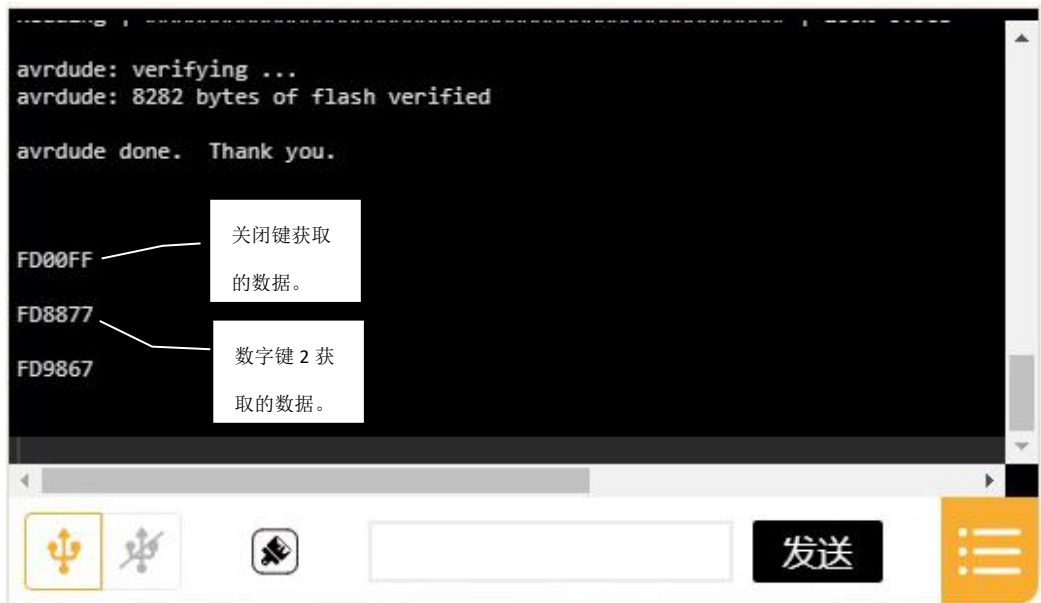 avrdude: verifying ...
avrdude: 8282 bytes of flash verified
avrdude done.  Thank you.
关闭键获取
的数据。
FD00FF
FD8877
数字键 2 获
取的数据。
FD9867
发送